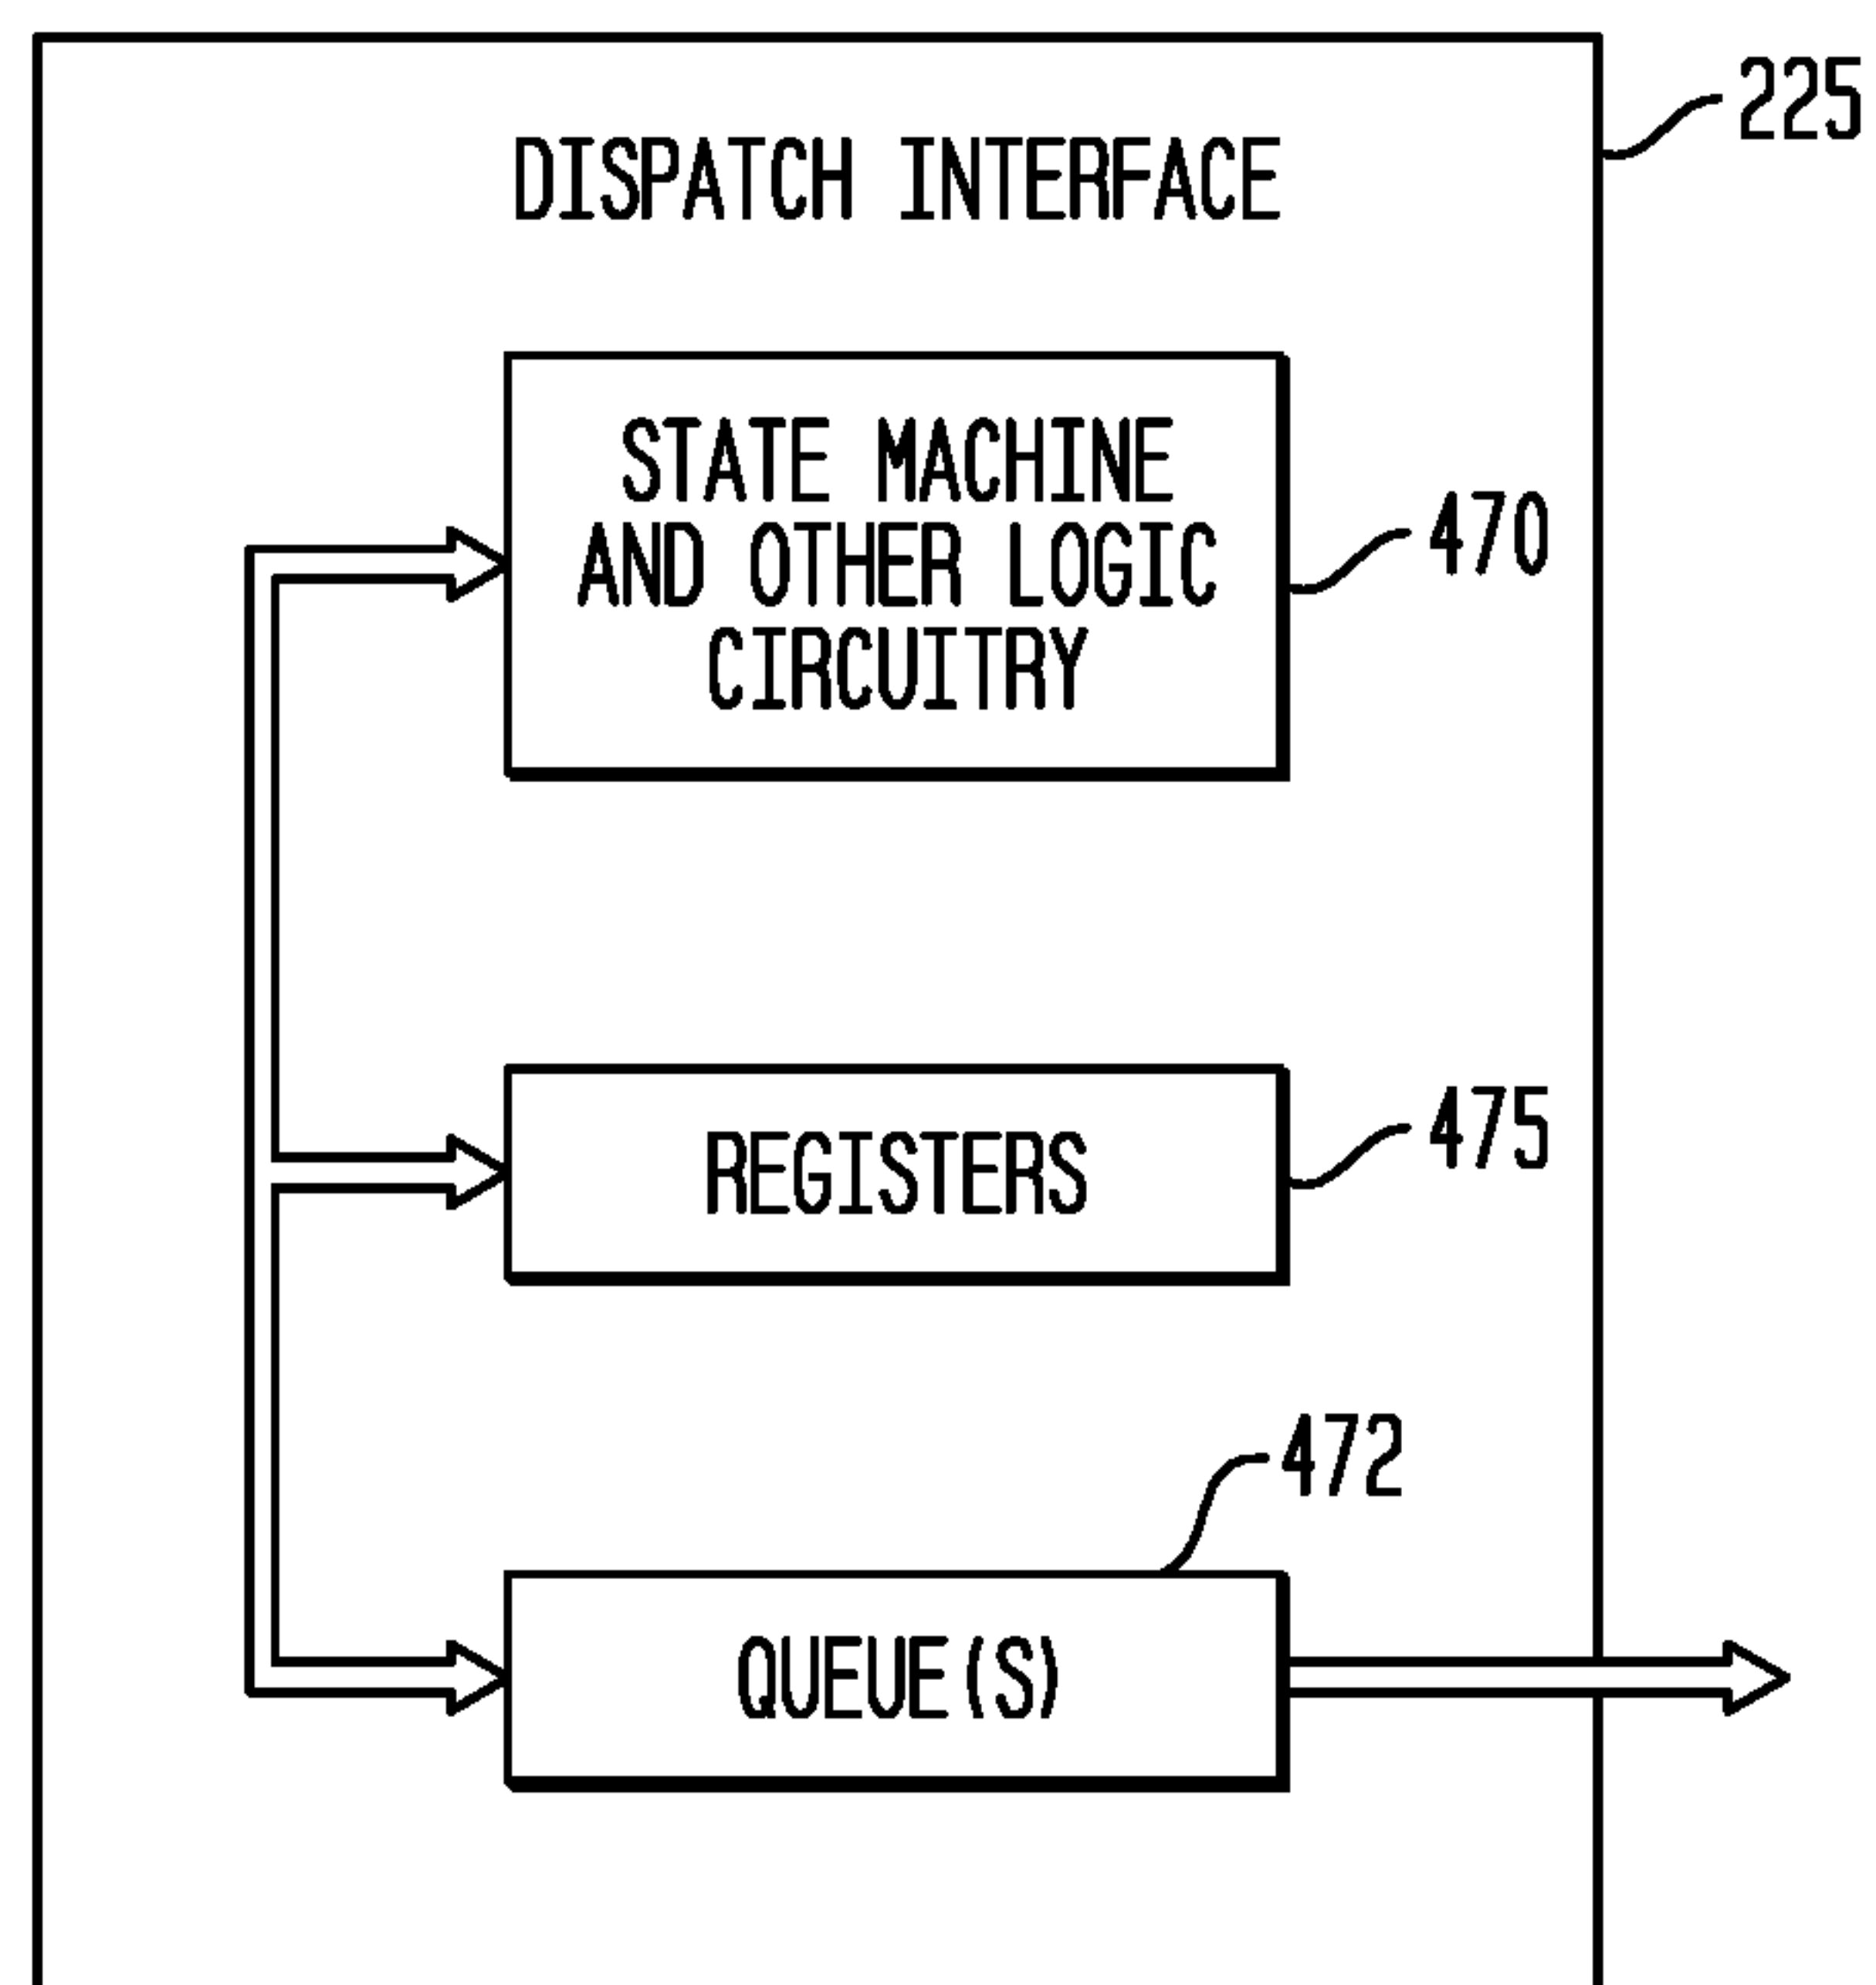 225
DISPATCH INTERFACE
STATE MACHINE
AND OTHER LOGIC
CIRCUITRY
470
REGISTERS
475
472
QUEUE(S)